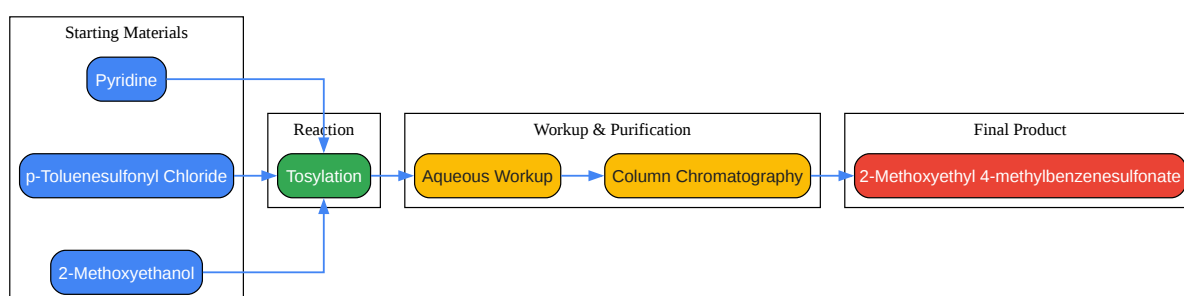 Starting Materials
Pyridine
p-Toluenesulfonyl Chloride
2-Methoxyethanol
Reaction
Tosylation
Workup & Purification
Aqueous Workup
Column Chromatography
Final Product
2-Methoxyethyl 4-methylbenzenesulfonate